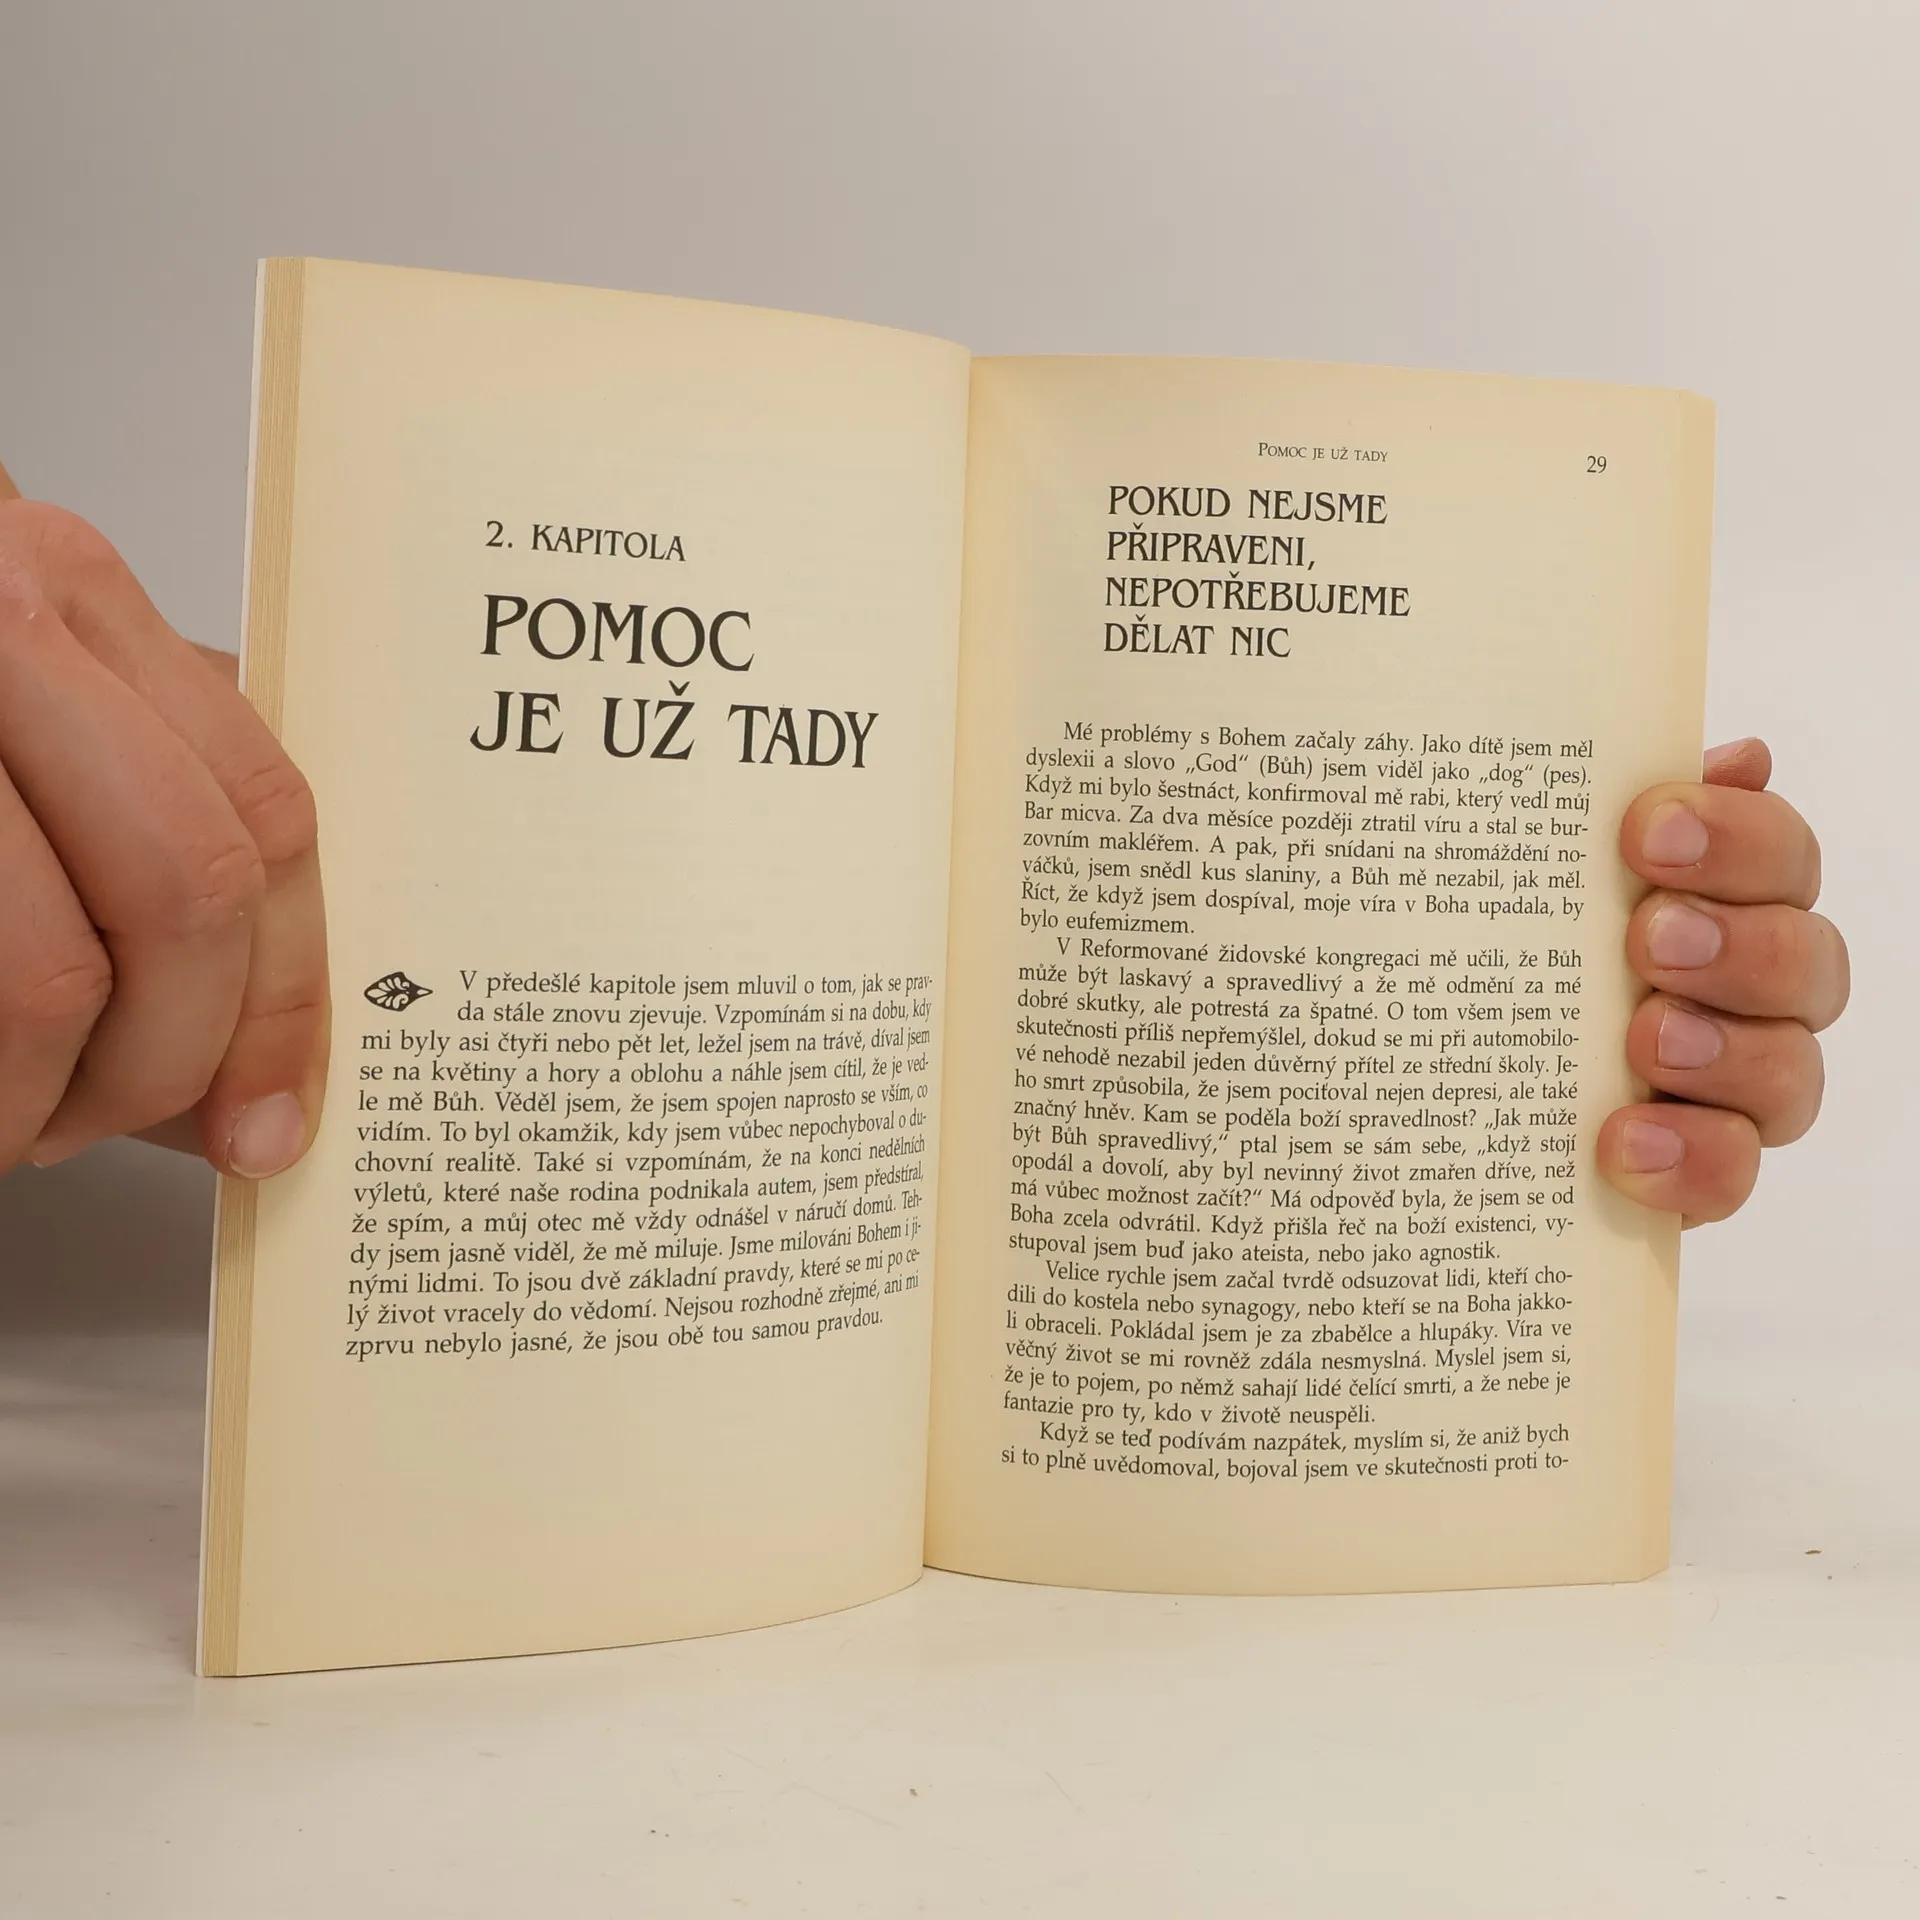 2. KAPITOLA
POMOC
JE UŽ TADY
V předešlé kapitole jsem mluvil o tom, jak se prav-
da stále znovu zjevuje. Vzpomínám si na dobu, kdy
mi byly asi čtyři nebo pět let, ležel jsem na trávě, díval jsem
se na květiny a hory a oblohu a náhle jsem cítil, že je ved-
le mě Bůh. Věděl jsem, že jsem spojen naprosto se vším, co
vidím. To byl okamžik, kdy jsem vůbec nepochyboval o du-
chovní realitě. Také si vzpomínám, že na konci nedělních
výletů, které naše rodina podnikala autem, jsem předstíral,
že spím, a můj otec mě vždy odnášel v náručí domů. Teh-
dy jsem jasně viděl, že mě miluje. Jsme milováni Bohem i ji-
nými lidmi. To jsou dvě základní pravdy, které se mi po ce-
lý život vracely do vědomí. Nejsou rozhodně zřejmé, ani mi
zprvu nebylo jasné, že jsou obě tou samou pravdou.
POMOC JE UŽ TADY
29
POKUD NEJSME
PŘIPRAVENI,
NEPOTŘEBUJEME
DĚLAT NIC
Mé problémy s Bohem začaly záhy. Jako dítě jsem měl
dyslexii a slovo „God“ (Bůh) jsem viděl jako „dog“ (pes).
Když mi bylo šestnáct, konfirmoval mě rabi, který vedl můj
Bar micva. Za dva měsíce později ztratil víru a stal se bur-
zovním makléřem. A pak, při snídani na shromáždění no-
váčků, jsem snědl kus slaniny, a Bůh mě nezabil, jak měl.
Říct, že když jsem dospíval, moje víra v Boha upadala, by
bylo eufemizmem.
V Reformované židovské kongregaci mě učili, že Bůh
může být laskavý a spravedlivý a že mě odmění za mé
dobré skutky, ale potrestá za špatné. O tom všem jsem ve
skutečnosti příliš nepřemýšlel, dokud se mi při automobilo-
vé nehodě nezabil jeden důvěrný přítel ze střední školy. Je-
ho smrt způsobila, že jsem pociťoval nejen depresi, ale také
značný hněv. Kam se poděla boží spravedlnost? „Jak může
být Bůh spravedlivý,“ ptal jsem se sám sebe, „když stojí
opodál a dovolí, aby byl nevinný život zmařen dříve, než
má vůbec možnost začít?“ Má odpověď byla, že jsem se od
Boha zcela odvrátil. Když přišla řeč na boží existenci, vy-
stupoval jsem buď jako ateista, nebo jako agnostik.
Velice rychle jsem začal tvrdě odsuzovat lidi, kteří cho-
dili do kostela nebo synagogy, nebo kteří se na Boha jakko-
li obraceli. Pokládal jsem je za zbabělce a hlupáky. Víra ve
věčný život se mi rovněž zdála nesmyslná. Myslel jsem si,
že je to pojem, po němž sahají lidé čelící smrti, a že nebe je
fantazie pro ty, kdo v životě neuspěli.
Když se teď podívám nazpátek, myslím si, že aniž bych
si to plně uvědomoval, bojoval jsem ve skutečnosti proti to-